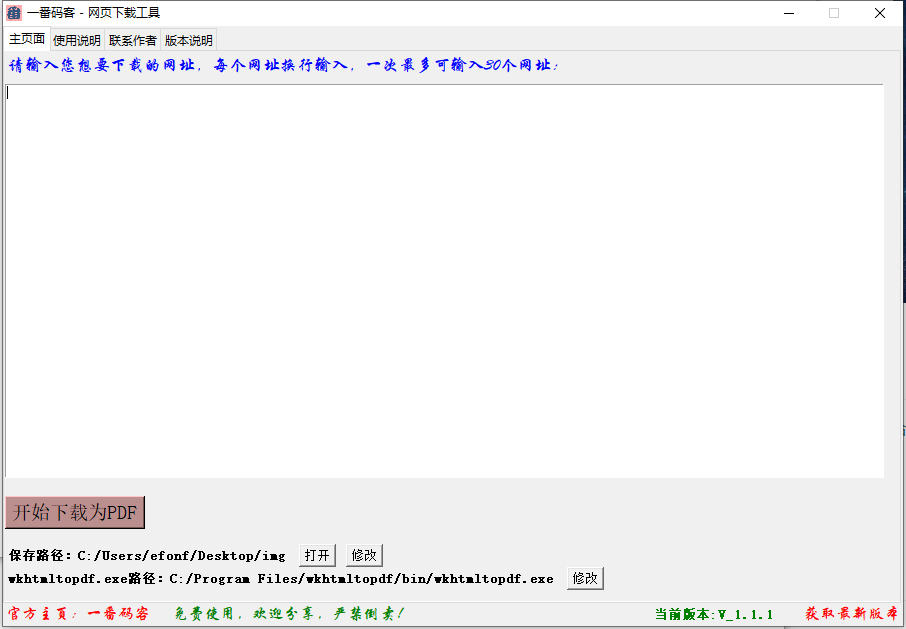 一番码客 - 网页下载工具
主页面 使用说明 联系作者 版本说明
请输入您想要下载的网址，每个网址换行输入，一次最多可输入30个网址：
开始下载为PDF
保存路径：C:/Users/efonf/Desktop/img 打开 修改
wkhtmltopdf.exe路径：C:/Program Files/wkhtmltopdf/bin/wkhtmltopdf.exe 修改
官方主頁：一番码客 免费使用，欢迎分享，严禁倒卖！ 当前版本:V_1.1.1 获取最新版本